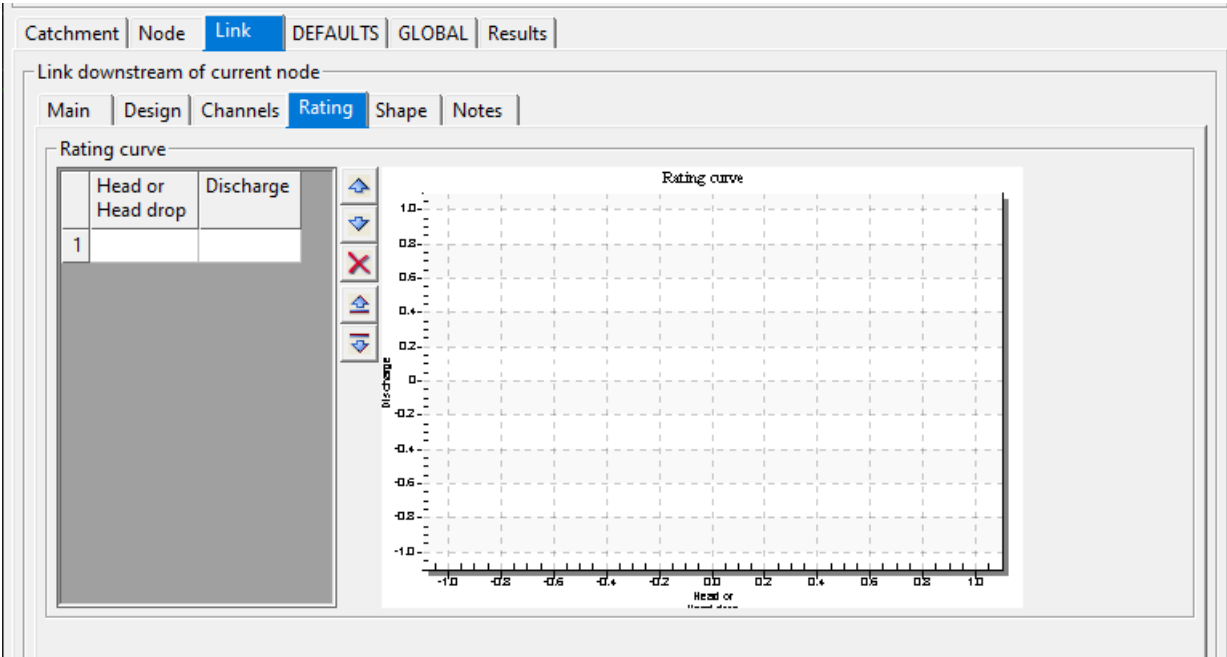 Catchment Node Link DEFAULTS GLOBAL Results
Link downstream of current node
Main Design Channels Rating Shape Notes
Rating curve
Head or Discharge
Head drop
1
Rating curve
1.0
0.8
0.6
0.4
0.2
0
-0.2
-0.4
-0.6
-0.8
-1.0
Discharge
-1.0 -0.8 -0.6 -0.4 -0.2 0.0 0.2 0.4 0.6 0.8 1.0
Head or